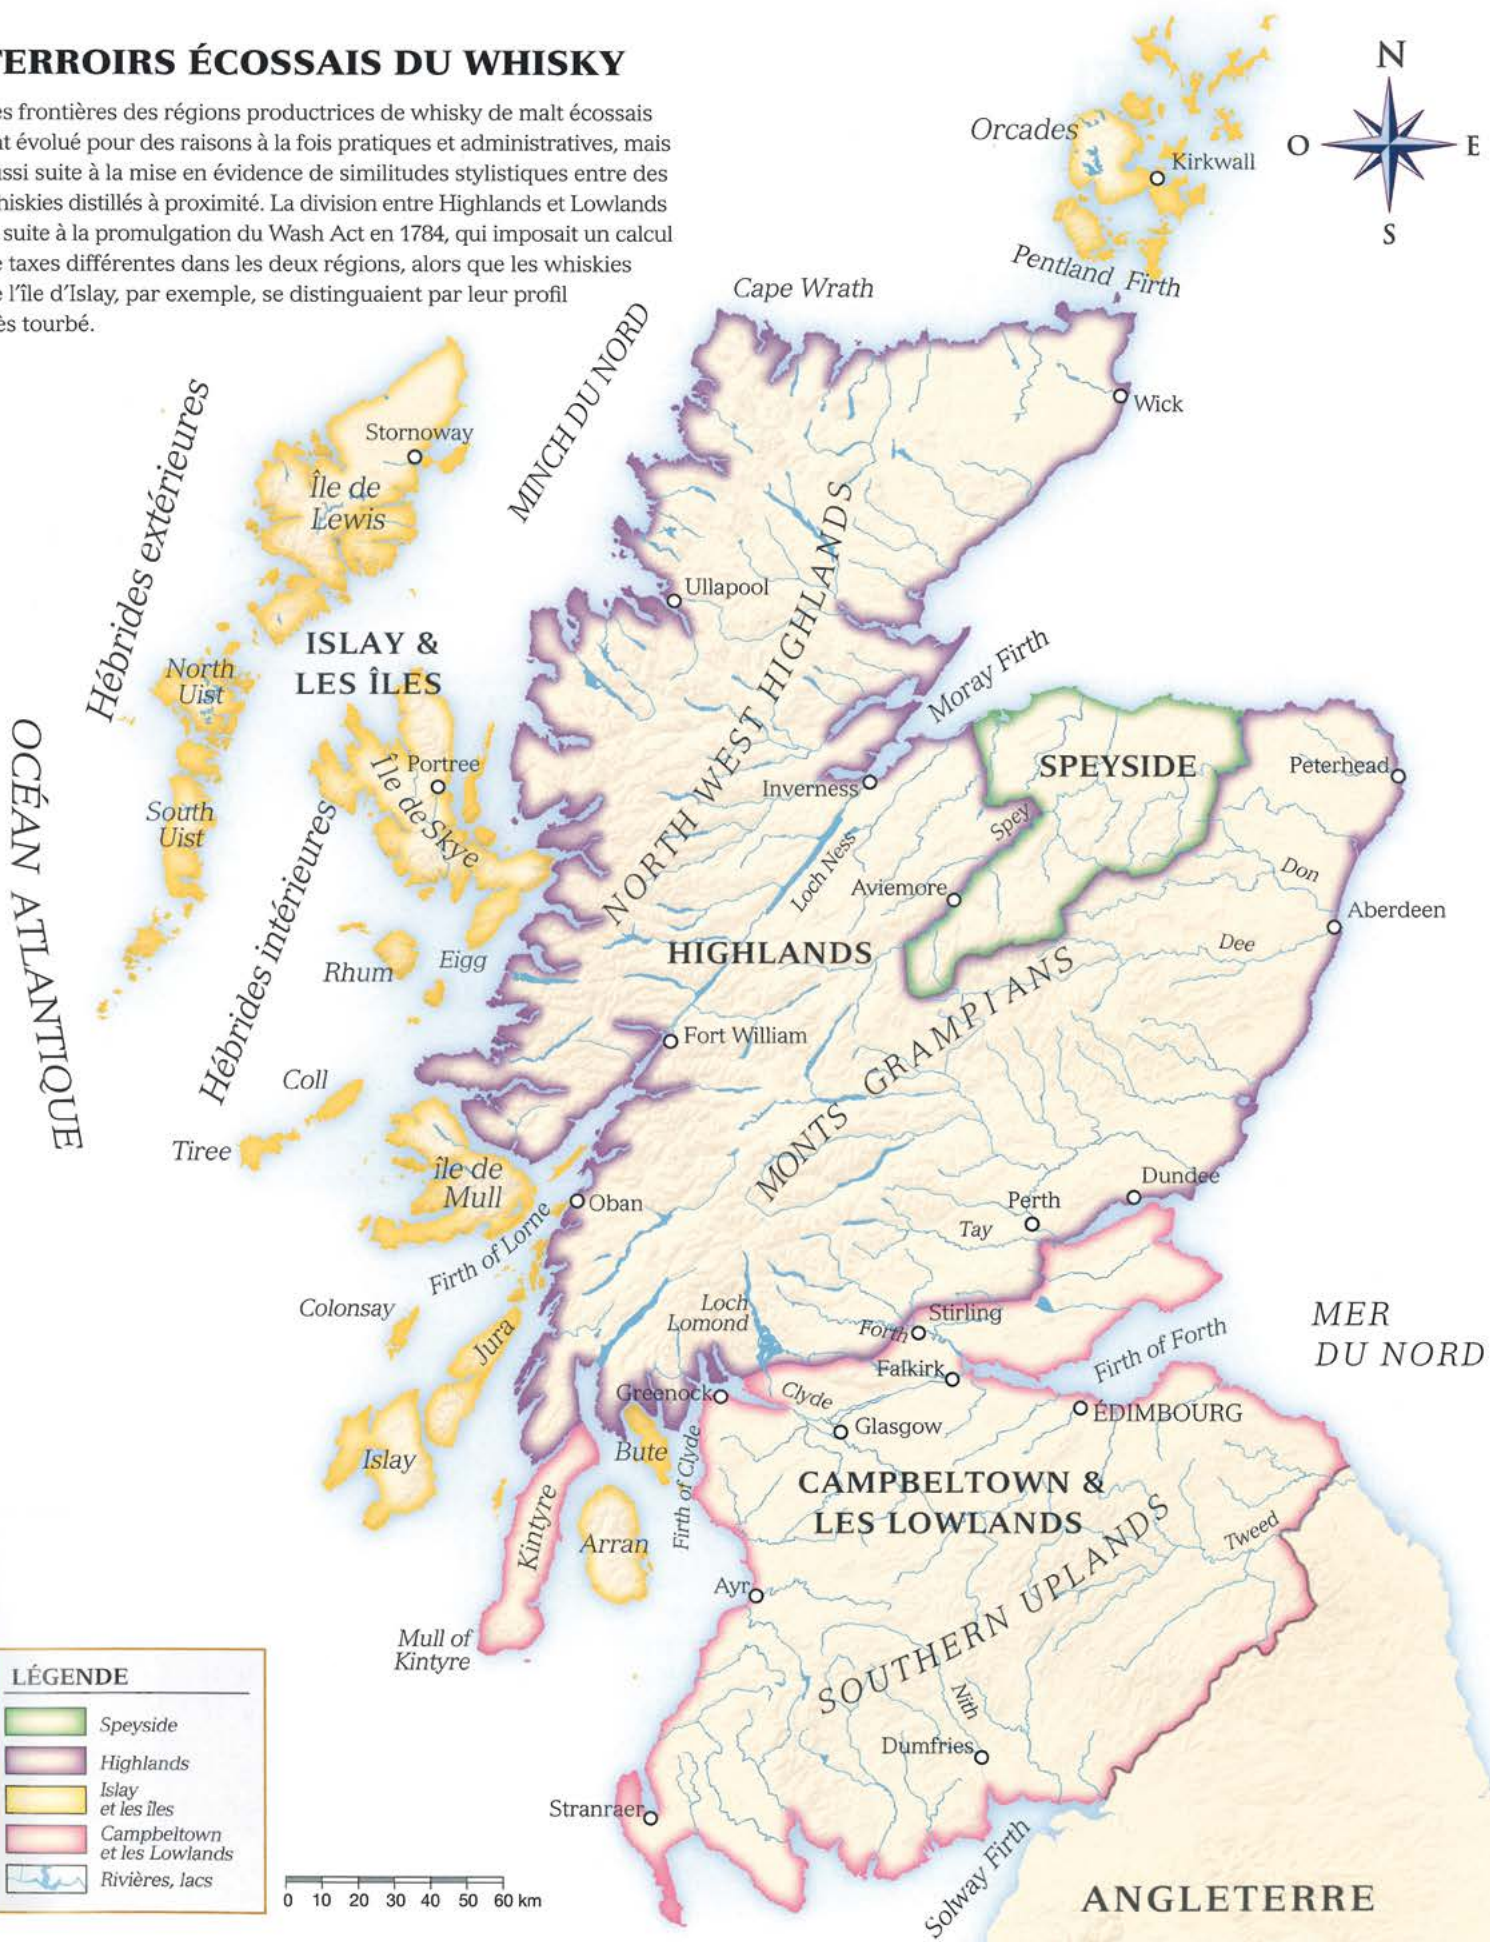 TERROIRS ÉCOSSAIS DU WHISKY
es frontières des régions productrices de whisky de malt écossais
nt évolué pour des raisons à la fois pratiques et administratives, mais
ussi suite à la mise en évidence de similitudes stylistiques entre des
hiskies distillés à proximité. La division entre Highlands et Lowlands
suite à la promulgation du Wash Act en 1784, qui imposait un calcul
e taxes différentes dans les deux régions, alors que les whiskies
e l'île d'Islay, par exemple, se distinguaient par leur profil
ès tourbé.
N
O
E
S
Orcades
Kirkwall
Pentland Firth
Cape Wrath
MINCH DU NORD
Wick
Hébrides extérieures
Stornoway
Île de
Lewis
Ullapool
ISLAY &
LES ÎLES
North
Uist
NORTH WEST HIGHLANDS
Moray Firth
OCÉAN ATLANTIQUE
Portree
Île de Skye
South
Uist
Hébrides intérieures
Inverness
SPEYSIDE
Peterhead
Spey
Loch Ness
Aviemore
Don
Aberdeen
Dee
HIGHLANDS
Rhum
Eigg
MONTS GRAMPIANS
Fort William
Coll
Tiree
île de
Mull
Oban
Firth of Lorne
Dundee
Perth
Tay
Colonsay
Jura
Loch
Lomond
Forth
Stirling
Firth of Forth
MER
DU NORD
Falkirk
Greenock
Clyde
Glasgow
ÉDIMBOURG
Islay
Bute
Firth of Clyde
CAMPBELTOWN &
LES LOWLANDS
Kintyre
Arran
Tweed
SOUTHERN UPLANDS
Ayr
Mull of
Kintyre
Nith
Dumfries
Stranraer
Solway Firth
ANGLETERRE
LÉGENDE
Speyside
Highlands
Islay
et les îles
Campbeltown
et les Lowlands
Rivières, lacs
0 10 20 30 40 50 60 km